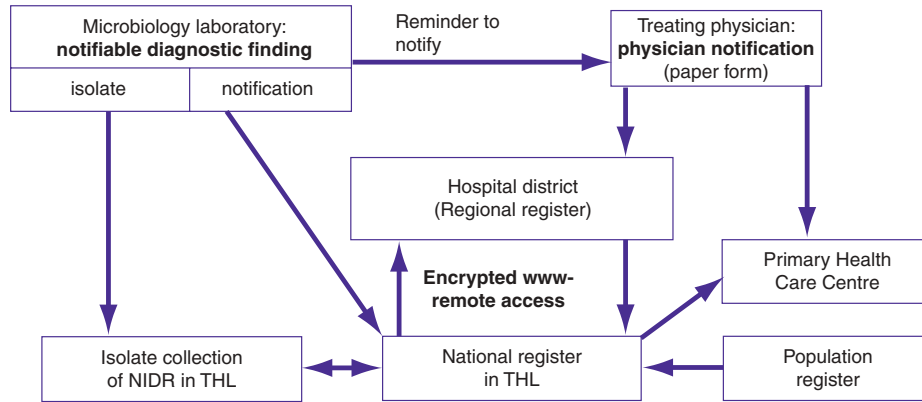 Microbiology laboratory:
notifiable diagnostic finding
isolate
notification
Reminder to
notify
Treating physician:
physician notification
(paper form)
Hospital district
(Regional register)
Encrypted www-
remote access
Primary Health
Care Centre
Isolate collection
of NIDR in THL
National register
in THL
Population
register